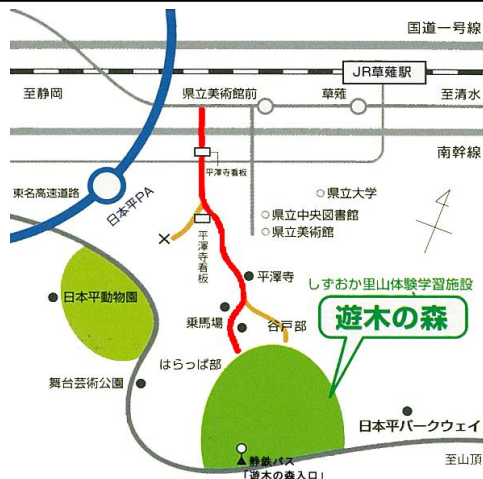 国道一号線
JR草薙駅
至静岡
県立美術館前
草薙
至清水
南幹線
平澤寺看板
東名高速道路
日本平PA
県立大学
県立中央図書館
県立美術館
平澤寺看板
平澤寺
しずおか里山体験学習施設
遊木の森
日本平動物園
乗馬場
谷戸部
はらっぱ部
舞台芸術公園
日本平パークウェイ
静鉄バス
「遊木の森入口」
至山頂